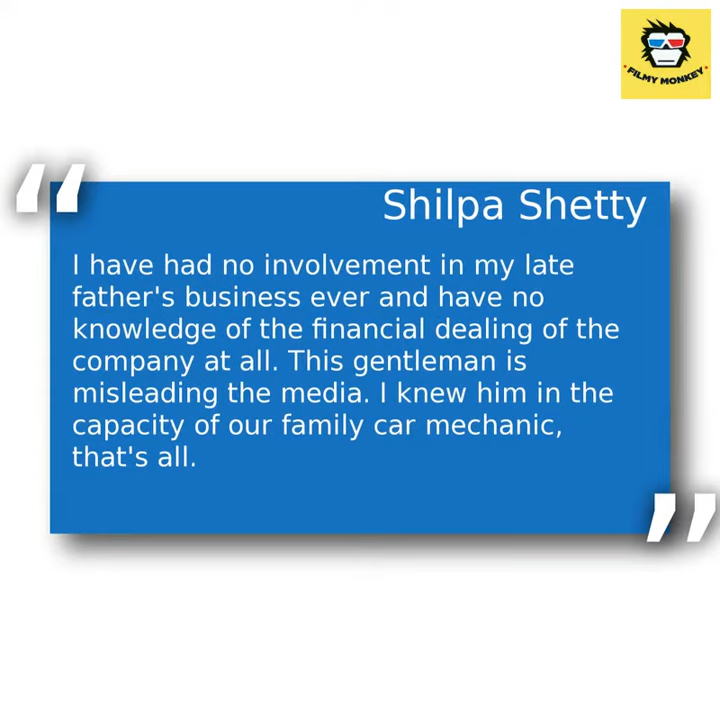 • FILMY MONKEY •
“
Shilpa Shetty
I have had no involvement in my late
father's business ever and have no
knowledge of the financial dealing of the
company at all. This gentleman is
misleading the media. I knew him in the
capacity of our family car mechanic,
that's all.
”